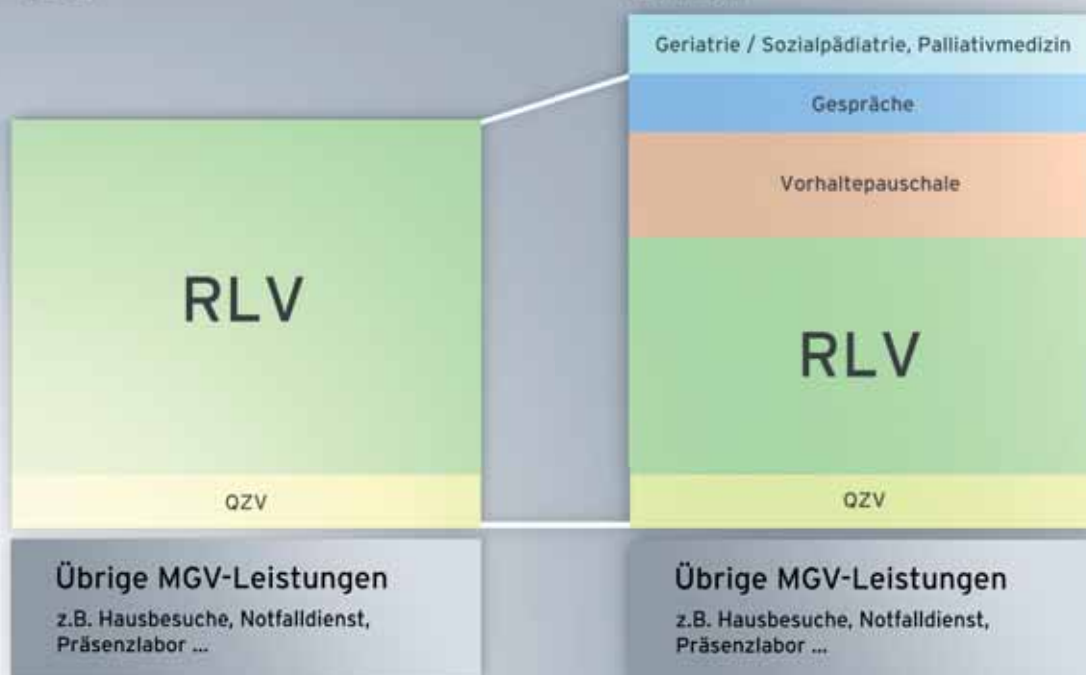 RLV
QZV
Übrige MGV-Leistungen
z.B. Hausbesuche, Notfalldienst,
Präsenzlabor ...
Geriatrie / Sozialpädiatrie, Palliativmedizin
Gespräche
Vorhaltepauschale
RLV
QZV
Übrige MGV-Leistungen
z.B. Hausbesuche, Notfalldienst,
Präsenzlabor ...